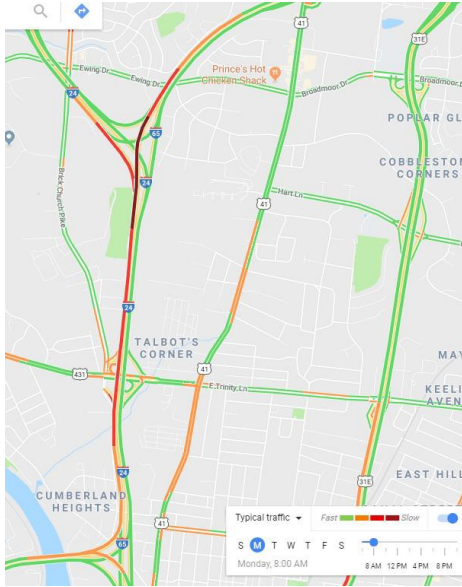 41
31E
Ewing Dr
Ewing Dr
Prince's Hot
Chicken Shack
Broadmoor Dr
Broadmoor
24
65
POPLAR GL
COBBLESTON
CORNERS
24
Brick Church Pike
Hart Ln
41
24
TALBOT'S
CORNER
MA
41
431
E Trinity Ln
KEELI
AVEN
24
EAST HILL
31E
CUMBERLAND
HEIGHTS
41
65
Typical traffic
Fast
Slow
S M T W T F S
Monday, 8:00 AM
8 AM 12 PM 4 PM 8 PM